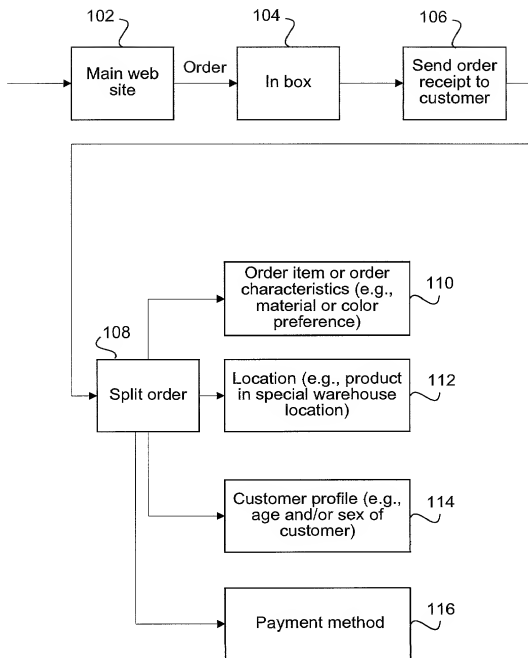 102
104
106
Main web
site
Order
In box
Send order
receipt to
customer
Order item or order
characteristics (e.g.,
material or color
preference)
110
108
Split order
Location (e.g., product
in special warehouse
location)
112
Customer profile (e.g.,
age and/or sex of
customer)
114
Payment method
116